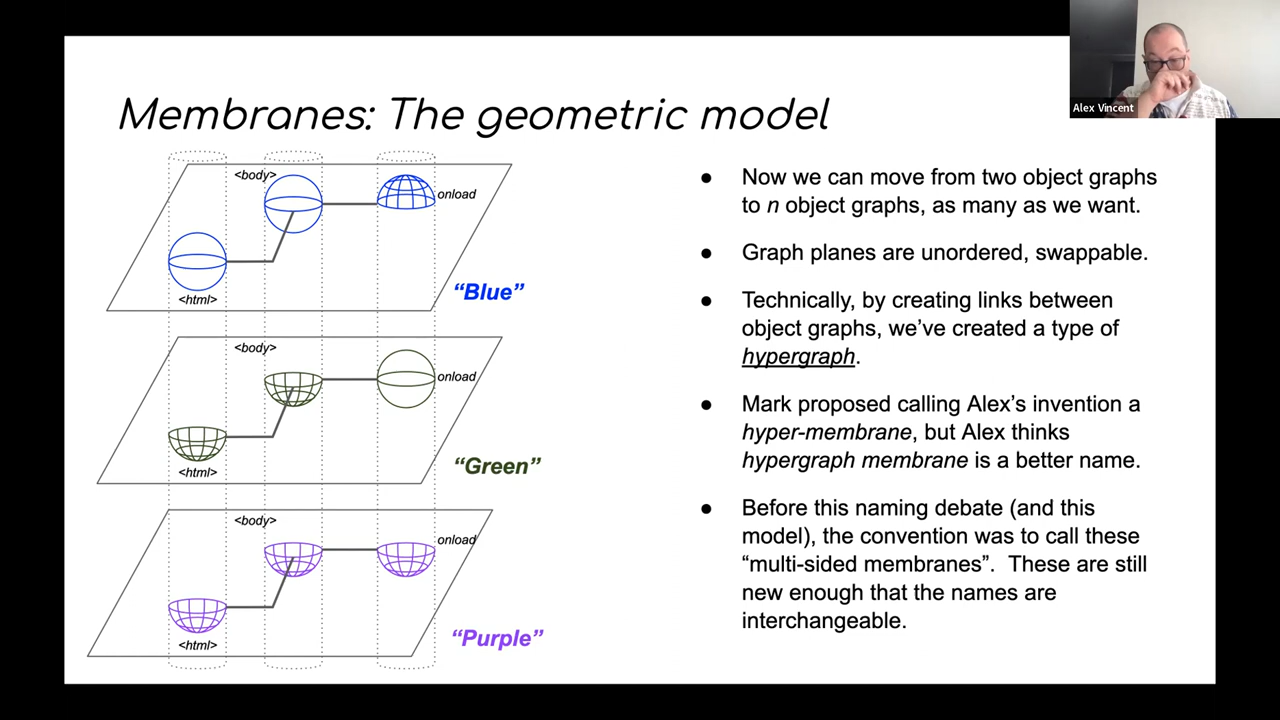 Alex Vincent
Membranes: The geometric model
<body>
onload
<html>
“Blue”
<body>
onload
<html>
“Green”
<body>
onload
<html>
“Purple”
● Now we can move from two object graphs
to n object graphs, as many as we want.
● Graph planes are unordered, swappable.
● Technically, by creating links between
object graphs, we’ve created a type of
hypergraph.
● Mark proposed calling Alex’s invention a
hyper-membrane, but Alex thinks
hypergraph membrane is a better name.
● Before this naming debate (and this
model), the convention was to call these
“multi-sided membranes”.  These are still
new enough that the names are
interchangeable.